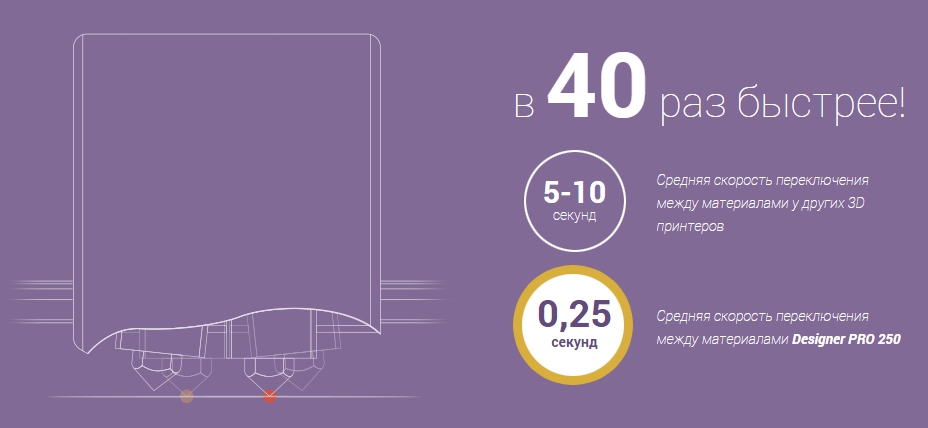 в 40 раз быстрее!
5-10
секунд
Средняя скорость переключения
между материалами у других 3D
принтеров
0,25
секунд
Средняя скорость переключения
между материалами Designer PRO 250